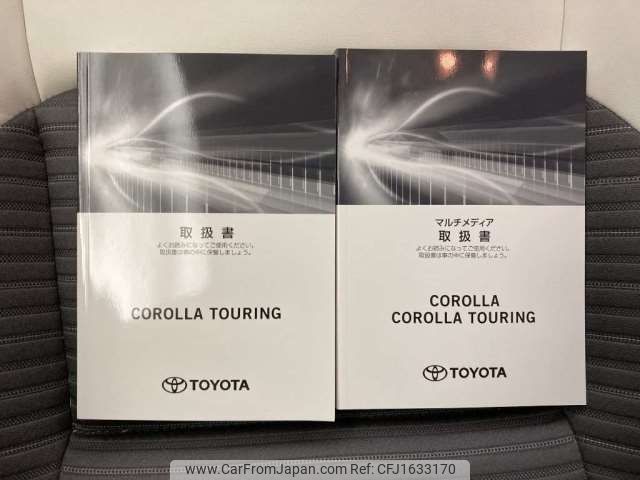 取扱書
よくお読みになってご使用ください。
取扱書は車の中に保管しましょう。
COROLLA TOURING
TOYOTA
マルチメディア
取扱書
よくお読みになってご使用ください。
取扱書は車の中に保管しましょう。
COROLLA
COROLLA TOURING
TOYOTA
www.CarFromJapan.com - CFJ1633170